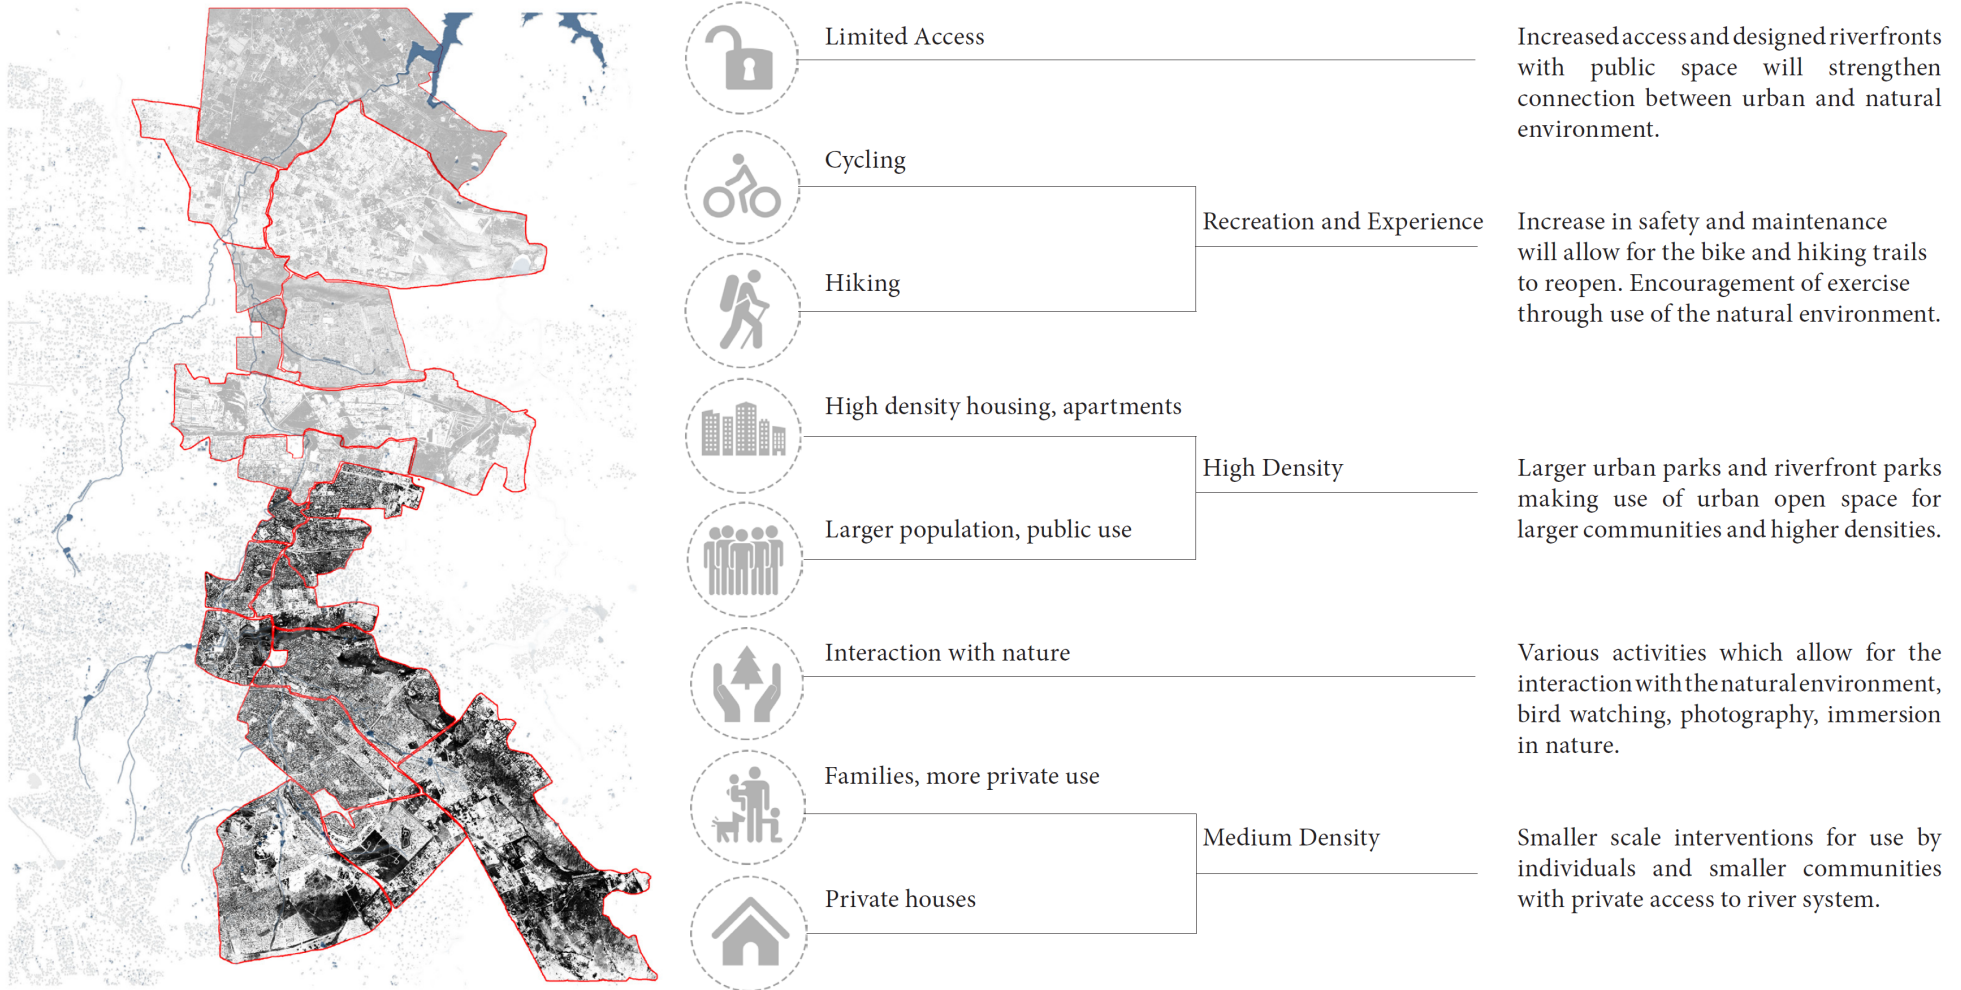 Limited Access
Increased access and designed riverfronts
with public space will strengthen
connection between urban and natural
environment.
Cycling
Hiking
Recreation and Experience
Increase in safety and maintenance
will allow for the bike and hiking trails
to reopen. Encouragement of exercise
through use of the natural environment.
High density housing, apartments
Larger population, public use
High Density
Larger urban parks and riverfront parks
making use of urban open space for
larger communities and higher densities.
Interaction with nature
Various activities which allow for the
interaction with the natural environment,
bird watching, photography, immersion
in nature.
Families, more private use
Private houses
Medium Density
Smaller scale interventions for use by
individuals and smaller communities
with private access to river system.